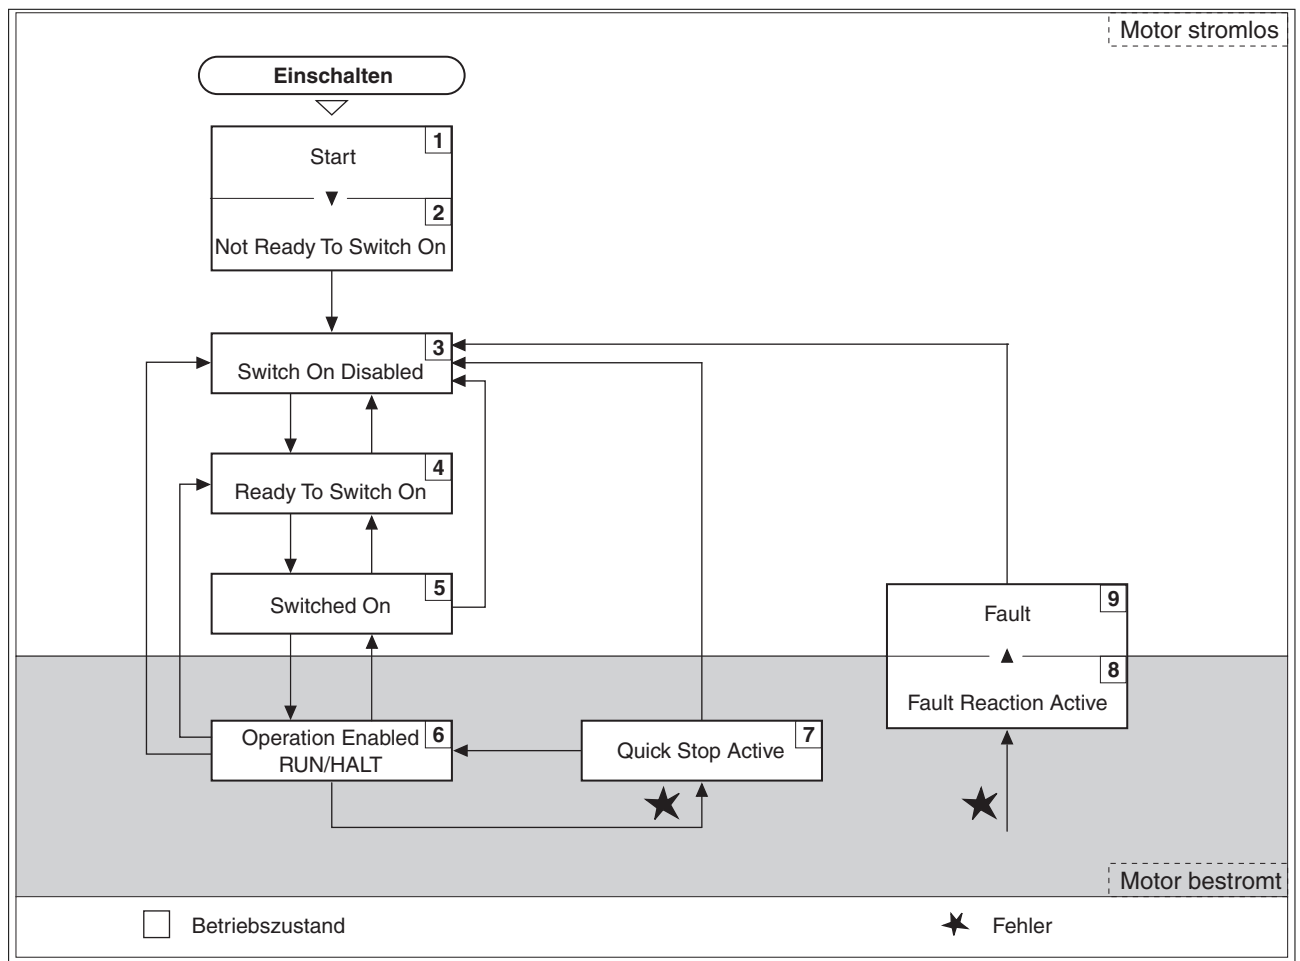 Motor stromlos
Einschalten
1
Start
2
Not Ready To Switch On
3
Switch On Disabled
4
Ready To Switch On
5
Switched On
9
Fault
8
Fault Reaction Active
6
Operation Enabled
RUN/HALT
7
Quick Stop Active
Motor bestromt
Betriebszustand
Fehler